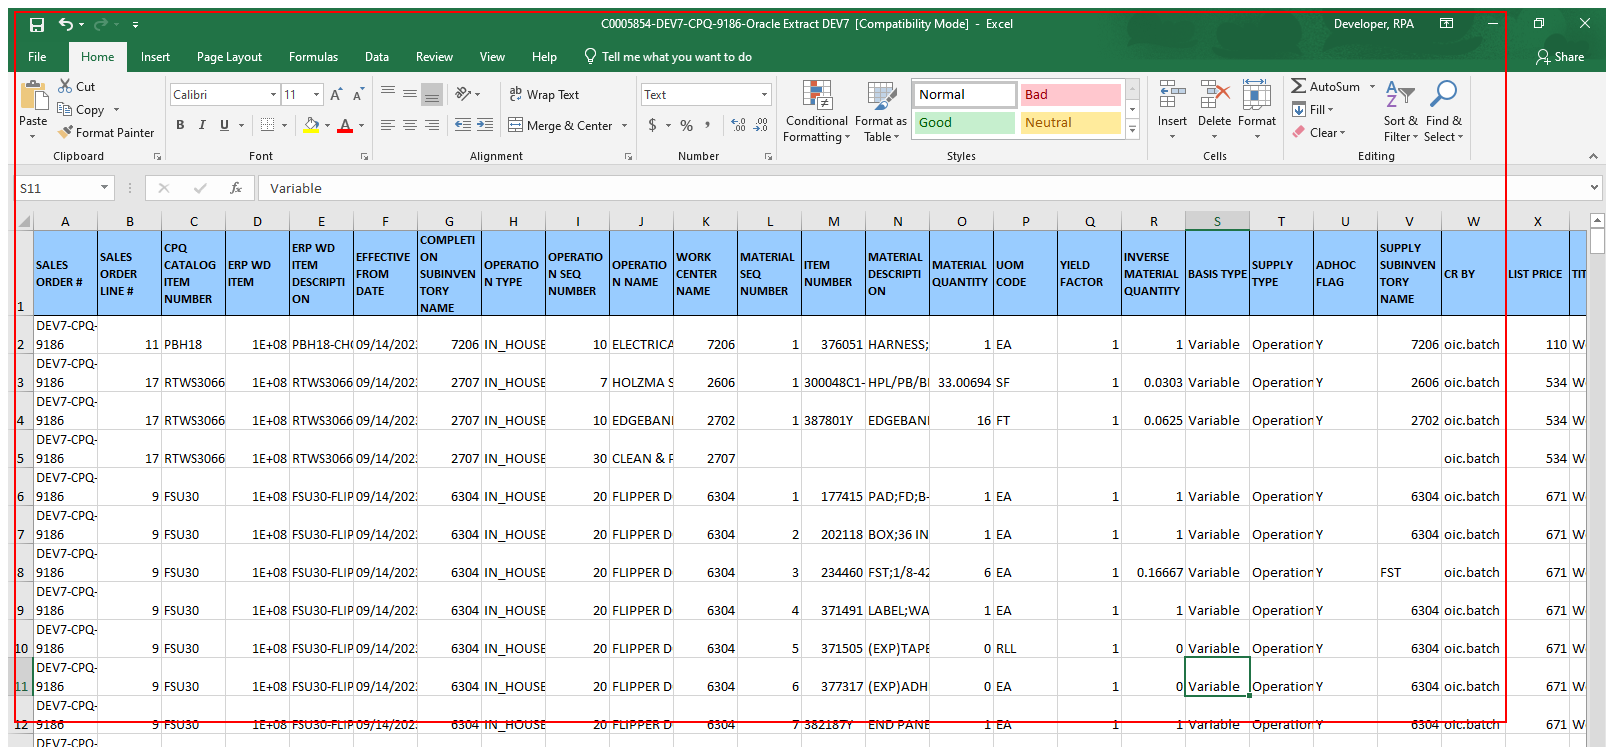 C0005854-DEV7-CPQ-9186-Oracle Extract DEV7 [Compatibility Mode] - Excel
Developer, RPA
File Home Insert Page Layout Formulas Data Review View Help Tell me what you want to do Share
Paste
Cut
Copy
Format Painter
Clipboard
Calibri 11
B I U
Font
Wrap Text
Merge & Center
Alignment
Text
$ % ,
Number
Conditional Formatting
Format as Table
Normal Bad
Good Neutral
Styles
Insert Delete Format
Cells
AutoSum
Fill
Clear
Sort & Filter
Find & Select
Editing
S11 fx Variable
A B C D E F G H I J K L M N O P Q R S T U V W X
1 SALES ORDER # SALES ORDER LINE # CPQ CATALOG ITEM NUMBER ERP WD ITEM ERP WD ITEM DESCRIPTI ON EFFECTIVE FROM DATE COMPLETI ON SUBINVEN TORY NAME OPERATIO N TYPE OPERATIO N SEQ NUMBER OPERATIO N NAME WORK CENTER NAME MATERIAL SEQ NUMBER ITEM NUMBER MATERIAL DESCRIPTI ON MATERIAL QUANTITY UOM CODE YIELD FACTOR INVERSE MATERIAL QUANTITY BASIS TYPE SUPPLY TYPE ADHOC FLAG SUPPLY SUBINVEN TORY NAME CR BY LIST PRICE TIT
2 DEV7-CPQ-9186 11 PBH18 1E+08 PBH18-CH 09/14/202 7206 IN_HOUSE 10 ELECTRICA 7206 1 376051 HARNESS; 1 EA 1 1 Variable Operation Y 7206 oic.batch 110 W
3 DEV7-CPQ-9186 17 RTWS3066 1E+08 RTWS3066 09/14/202 2707 IN_HOUSE 7 HOLZMA S 2606 1 300048C1- HPL/PB/B 33.00694 SF 1 0.0303 Variable Operation Y 2606 oic.batch 534 W
4 DEV7-CPQ-9186 17 RTWS3066 1E+08 RTWS3066 09/14/202 2707 IN_HOUSE 10 EDGEBAN 2702 1 387801Y EDGEBAN 16 FT 1 0.0625 Variable Operation Y 2702 oic.batch 534 W
5 DEV7-CPQ-9186 17 RTWS3066 1E+08 RTWS3066 09/14/202 2707 IN_HOUSE 30 CLEAN & P 2707 oic.batch 534 W
6 DEV7-CPQ-9186 9 FSU30 1E+08 FSU30-FLIP 09/14/202 6304 IN_HOUSE 20 FLIPPER D 6304 1 177415 PAD;FD;B- 1 EA 1 1 Variable Operation Y 6304 oic.batch 671 W
7 DEV7-CPQ-9186 9 FSU30 1E+08 FSU30-FLIP 09/14/202 6304 IN_HOUSE 20 FLIPPER D 6304 2 202118 BOX;36 IN 1 EA 1 1 Variable Operation Y 6304 oic.batch 671 W
8 DEV7-CPQ-9186 9 FSU30 1E+08 FSU30-FLIP 09/14/202 6304 IN_HOUSE 20 FLIPPER D 6304 3 234460 FST;1/8-42 6 EA 1 0.16667 Variable Operation Y FST oic.batch 671 W
9 DEV7-CPQ-9186 9 FSU30 1E+08 FSU30-FLIP 09/14/202 6304 IN_HOUSE 20 FLIPPER D 6304 4 371491 LABEL;WA 1 EA 1 1 Variable Operation Y 6304 oic.batch 671 W
10 DEV7-CPQ-9186 9 FSU30 1E+08 FSU30-FLIP 09/14/202 6304 IN_HOUSE 20 FLIPPER D 6304 5 371505 (EXP)TAPE 0 RLL 1 0 Variable Operation Y 6304 oic.batch 671 W
11 DEV7-CPQ-9186 9 FSU30 1E+08 FSU30-FLIP 09/14/202 6304 IN_HOUSE 20 FLIPPER D 6304 6 377317 (EXP)ADH 0 EA 1 0 Variable Operation Y 6304 oic.batch 671 W
12 DEV7-CPQ-9186 9 FSU30 1E+08 FSU30-FLIP 09/14/202 6304 IN_HOUSE 20 FLIPPER D 6304 7 382187Y END PANE 1 EA 1 1 Variable Operation Y 6304 oic.batch 671 W
DEV7-CPQ-